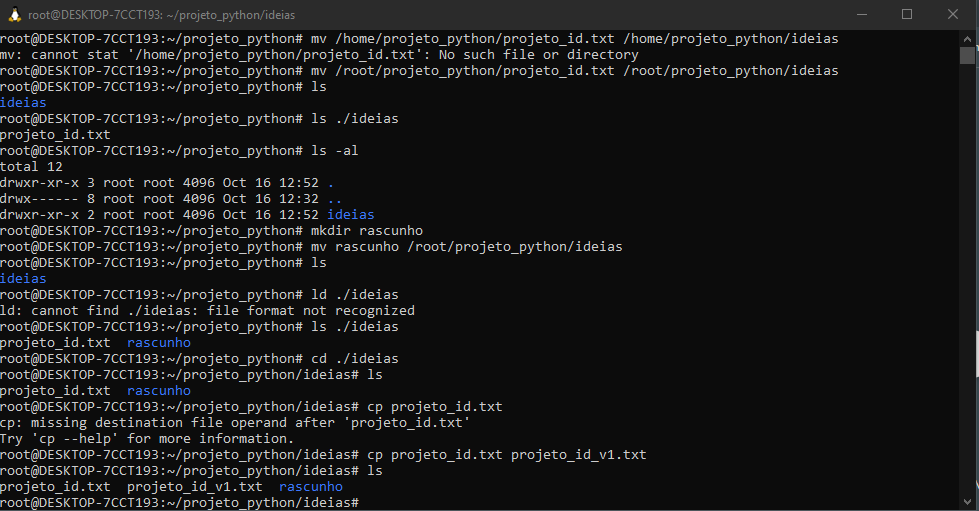 root@DESKTOP-7CCT193: ~/projeto_python/ideias
root@DESKTOP-7CCT193:~/projeto_python# mv /home/projeto_python/projeto_id.txt /home/projeto_python/ideias
mv: cannot stat '/home/projeto_python/projeto_id.txt': No such file or directory
root@DESKTOP-7CCT193:~/projeto_python# mv /root/projeto_python/projeto_id.txt /root/projeto_python/ideias
root@DESKTOP-7CCT193:~/projeto_python# ls
ideias
root@DESKTOP-7CCT193:~/projeto_python# ls ./ideias
projeto_id.txt
root@DESKTOP-7CCT193:~/projeto_python# ls -al
total 12
drwxr-xr-x 3 root root 4096 Oct 16 12:52 .
drwx------ 8 root root 4096 Oct 16 12:32 ..
drwxr-xr-x 2 root root 4096 Oct 16 12:52 ideias
root@DESKTOP-7CCT193:~/projeto_python# mkdir rascunho
root@DESKTOP-7CCT193:~/projeto_python# mv rascunho /root/projeto_python/ideias
root@DESKTOP-7CCT193:~/projeto_python# ls
ideias
root@DESKTOP-7CCT193:~/projeto_python# ld ./ideias
ld: cannot find ./ideias: file format not recognized
root@DESKTOP-7CCT193:~/projeto_python# ls ./ideias
projeto_id.txt  rascunho
root@DESKTOP-7CCT193:~/projeto_python# cd ./ideias
root@DESKTOP-7CCT193:~/projeto_python/ideias# ls
projeto_id.txt  rascunho
root@DESKTOP-7CCT193:~/projeto_python/ideias# cp projeto_id.txt
cp: missing destination file operand after 'projeto_id.txt'
Try 'cp --help' for more information.
root@DESKTOP-7CCT193:~/projeto_python/ideias# cp projeto_id.txt projeto_id_v1.txt
root@DESKTOP-7CCT193:~/projeto_python/ideias# ls
projeto_id.txt  projeto_id_v1.txt  rascunho
root@DESKTOP-7CCT193:~/projeto_python/ideias#